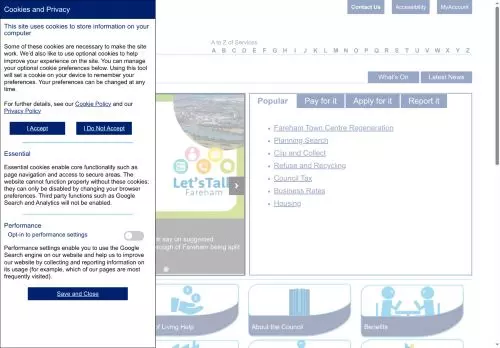 Cookies and Privacy
This site uses cookies to store information on your
computer
Some of these cookies are necessary to make the site
work. We'd also like to use optional cookies to help
improve your experience on the site. You can manage
your optional cookie preferences below. Using this tool
will set a cookie on your device to remember your
preferences. Your preferences can be changed at any
time.
For further details, see our Cookie Policy and our
Privacy Policy
I Accept
I Do Not Accept
Essential
Essential cookies enable core functionality such as
page navigation and access to secure areas. The
website cannot function properly without these cookies;
they can only be disabled by changing your browser
preferences. Third party functions such as Google
Search and Analytics will not be enabled.
Performance
Opt-in to performance settings
Performance settings enable you to use the Google
Search engine on our website and help us to improve
our website by collecting and reporting information on
its usage (for example, which of our pages are most
frequently visited).
Save and Close
Contact Us
Accessibility
MyAccount
A to Z of Services
A B C D E F G H I J K L M N O P Q R S T U V W X Y Z
What's On
Latest News
Let'sTalk
Fareham
it say on suggested
rough of Fareham being split
Popular
Pay for it
Apply for it
Report it
Fareham Town Centre Regeneration
Planning Search
Clip and Collect
Refuse and Recycling
Council Tax
Business Rates
Housing
of Living Help
About the Council
Benefits